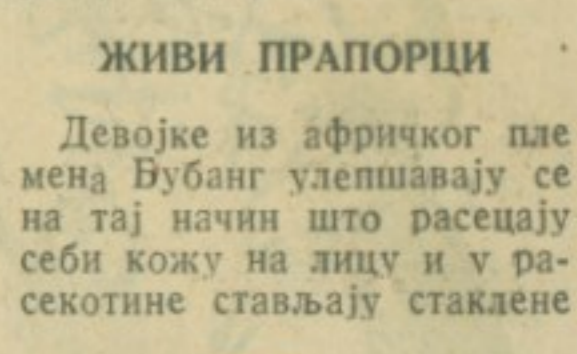 ЖИВИ ПРАПОРЦИ
Девојке из афричког пле
мена Бубанг улепшавају се
на тај начин што расецају
себи кожу на лицу и у ра-
секотине стављају стаклене